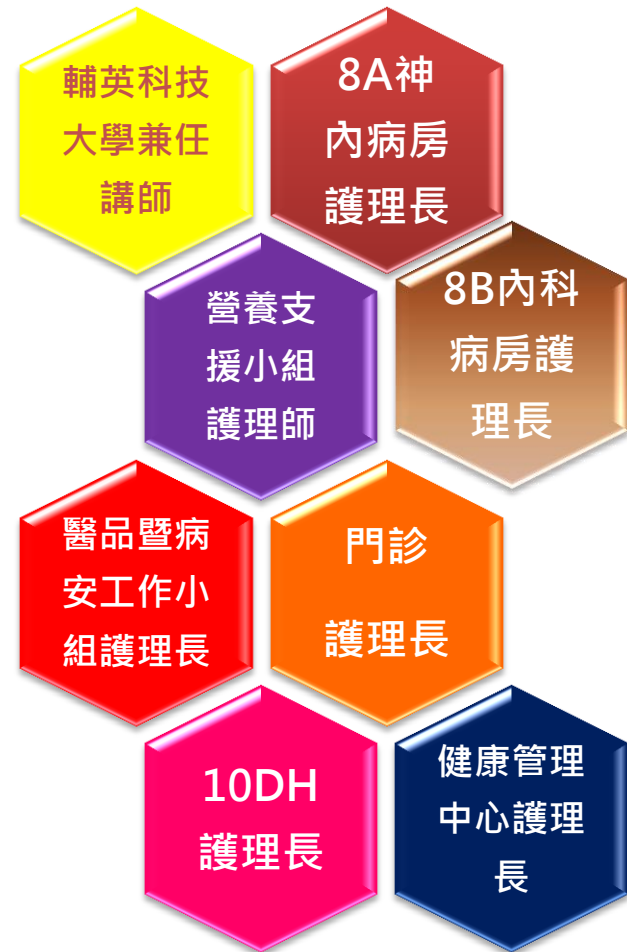 輔英科技
大學兼任
講師
8A神
內病房
護理長
營養支
援小組
護理師
8B內科
病房護
理長
醫品暨病
安工作小
組護理長
門診
護理長
10DH
護理長
健康管理
中心護理
長